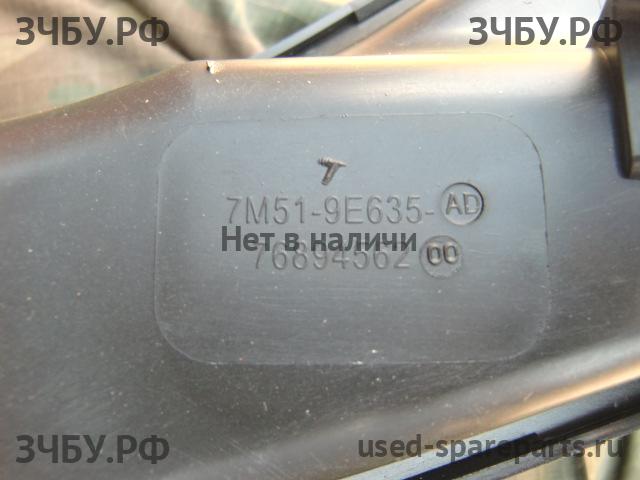 ЗЧБУ.РФ ЗЧБУ.РФ
7M51-9E635- AD
Нет в наличи
76894562 00
ЗЧБУ.РФ used-spareparts.ru